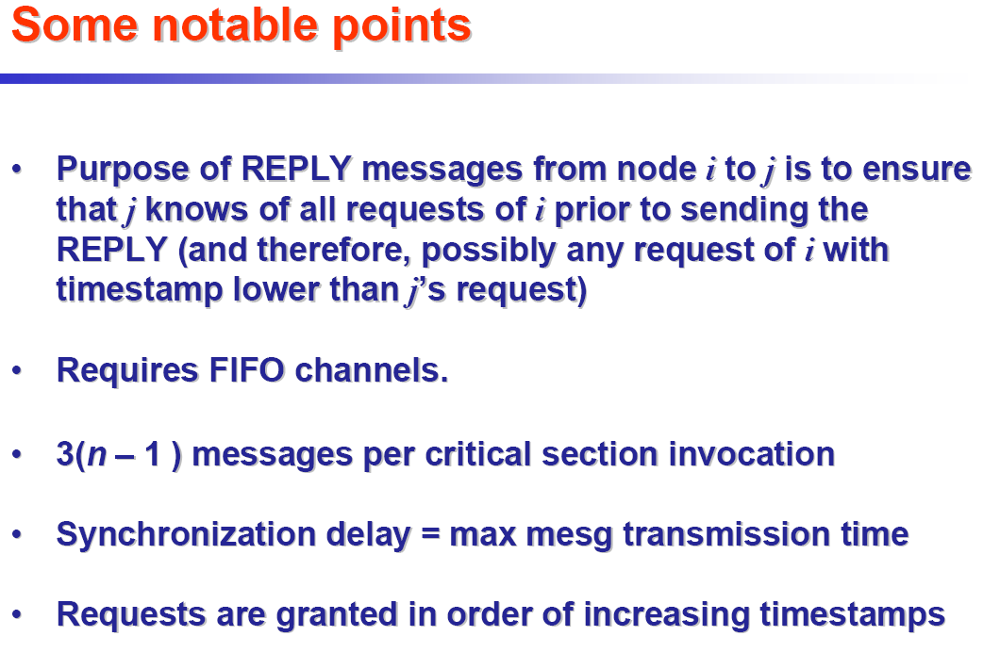 Some notable points
• Purpose of REPLY messages from node i to j is to ensure
that j knows of all requests of i prior to sending the
REPLY (and therefore, possibly any request of i with
timestamp lower than j’s request)
• Requires FIFO channels.
• 3(n – 1 ) messages per critical section invocation
• Synchronization delay = max mesg transmission time
• Requests are granted in order of increasing timestamps